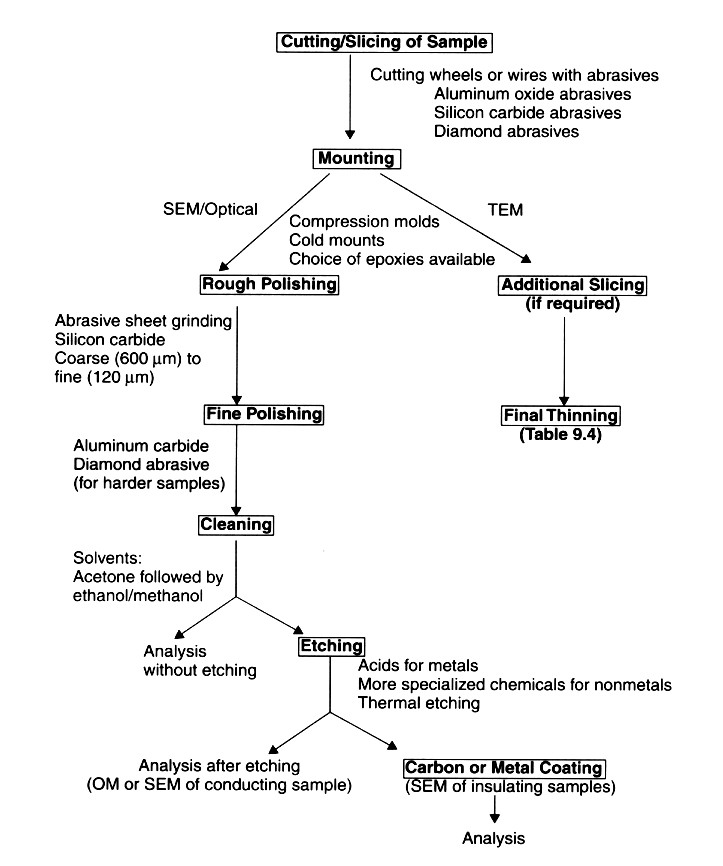 Cutting/Slicing of Sample
Cutting wheels or wires with abrasives
Aluminum oxide abrasives
Silicon carbide abrasives
Diamond abrasives
Mounting
SEM/Optical
TEM
Compression molds
Cold mounts
Choice of epoxies available
Rough Polishing
Additional Slicing
(if required)
Abrasive sheet grinding
Silicon carbide
Coarse (600 μm) to
fine (120 μm)
Fine Polishing
Final Thinning
(Table 9.4)
Aluminum carbide
Diamond abrasive
(for harder samples)
Cleaning
Solvents:
Acetone followed by
ethanol/methanol
Analysis
without etching
Etching
Acids for metals
More specialized chemicals for nonmetals
Thermal etching
Analysis after etching
(OM or SEM of conducting sample)
Carbon or Metal Coating
(SEM of insulating samples)
Analysis